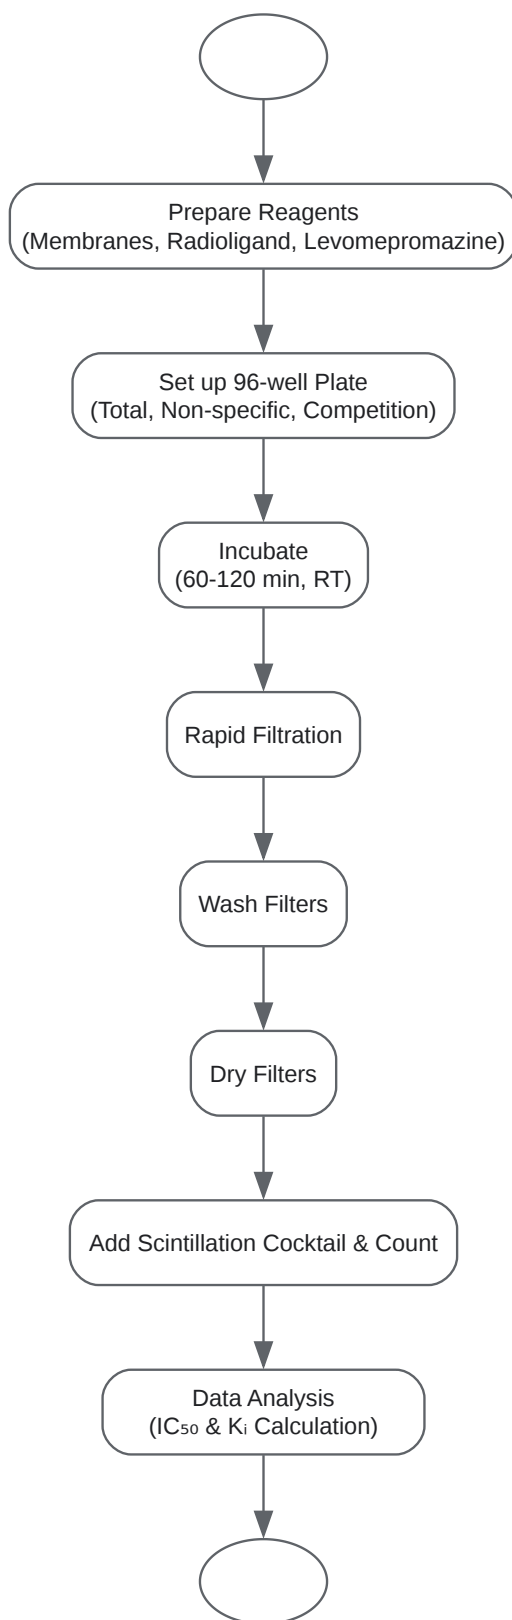 Prepare Reagents
(Membranes, Radioligand, Levomepromazine)
Set up 96-well Plate
(Total, Non-specific, Competition)
Incubate
(60-120 min, RT)
Rapid Filtration
Wash Filters
Dry Filters
Add Scintillation Cocktail & Count
Data Analysis
(IC₅₀ & Kᵢ Calculation)